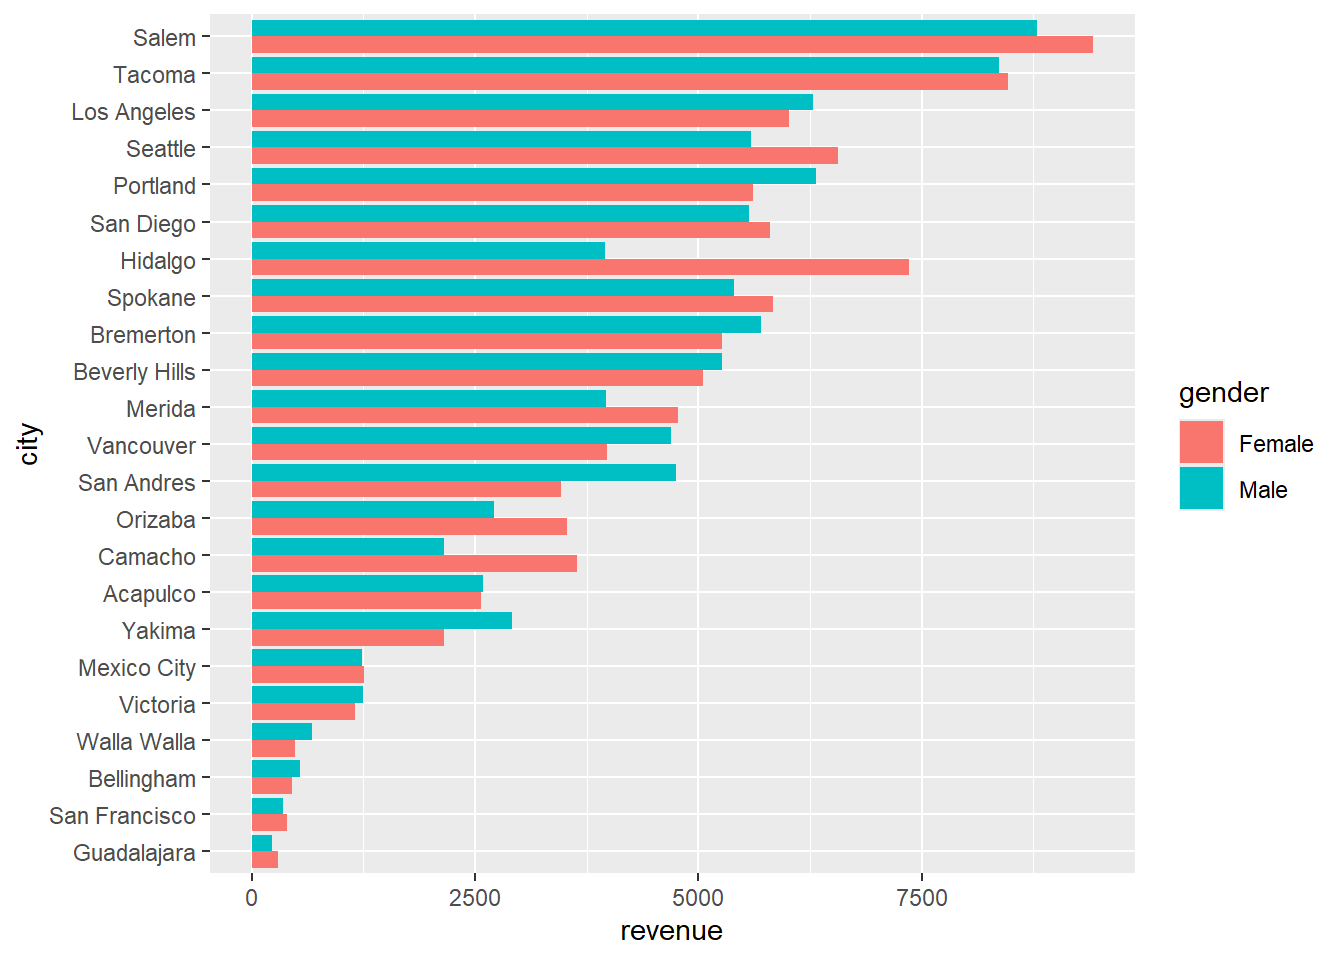 Salem
Tacoma
Los Angeles
Seattle
Portland
San Diego
Hidalgo
Spokane
Bremerton
Beverly Hills
Merida
Vancouver
San Andres
Orizaba
Camacho
Acapulco
Yakima
Mexico City
Victoria
Walla Walla
Bellingham
San Francisco
Guadalajara
city
0 2500 5000 7500
revenue
gender
Female
Male